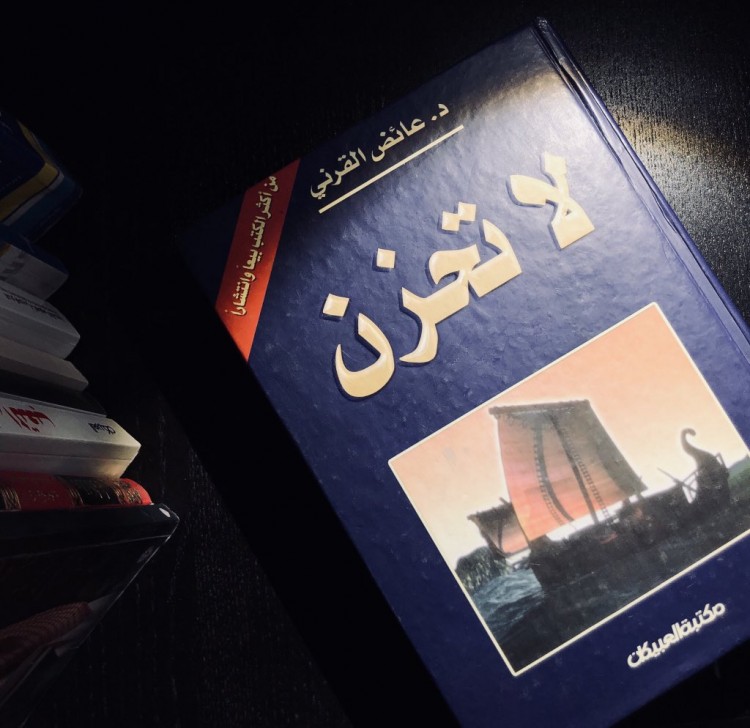 د. عائض القرني
من أكثر الكتب بيعا وانتشارا
لا تحزن
مكتبة العبيكان